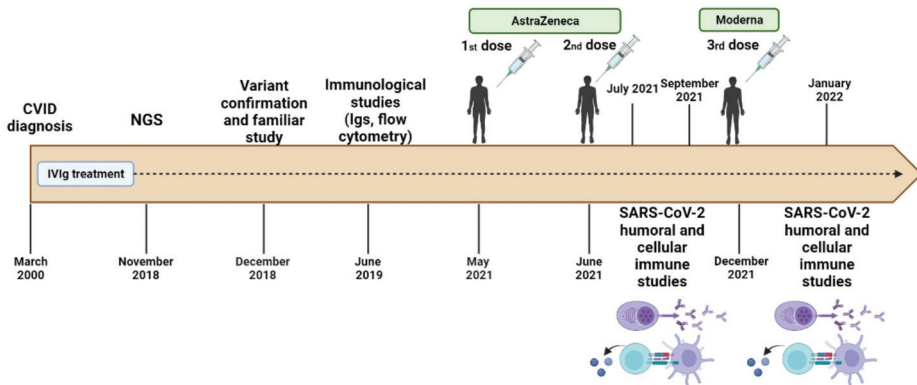 AstraZeneca
Moderna
1st dose
2nd dose
3rd dose
CVID
diagnosis
NGS
Variant
confirmation
and familiar
study
Immunological
studies
(Igs, flow
cytometry)
July 2021
September
2021
January
2022
IVIg treatment
March
2000
November
2018
December
2018
June
2019
May
2021
June
2021
SARS-CoV-2
humoral and
cellular
immune
studies
December
2021
SARS-CoV-2
humoral and
cellular
immune
studies